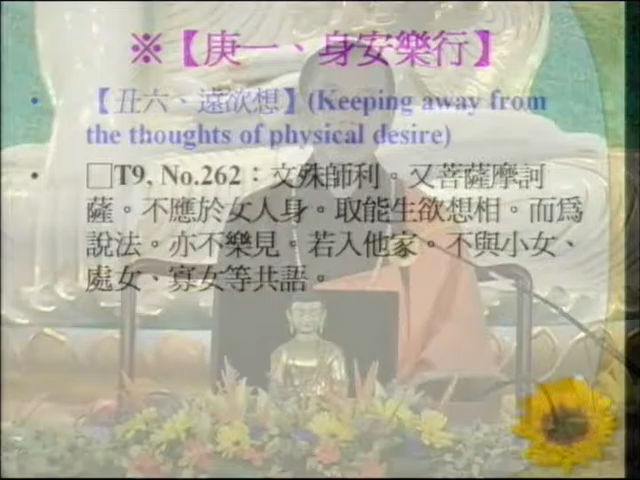 ※【庚一、身安樂行】
• 【丑六、遠欲想】(Keeping away from
the thoughts of physical desire)
• □T9, No.262：文殊師利。又菩薩摩訶
薩。不應於女人身。取能生欲想相。而為
說法。亦不樂見。若入他家。不與小女、
處女、寡女等共語。